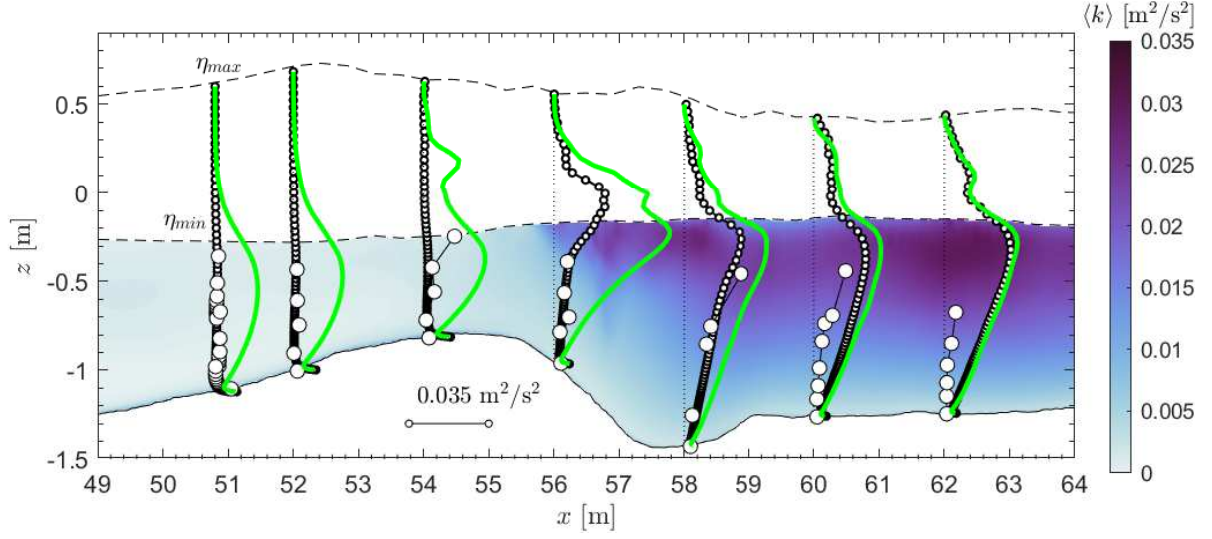 ⟨k⟩ [m²/s²]
η_max
η_min
0.035 m²/s²
0.5
0
-0.5
-1
-1.5
z [m]
49 50 51 52 53 54 55 56 57 58 59 60 61 62 63 64
x [m]
0.035
0.03
0.025
0.02
0.015
0.01
0.005
0